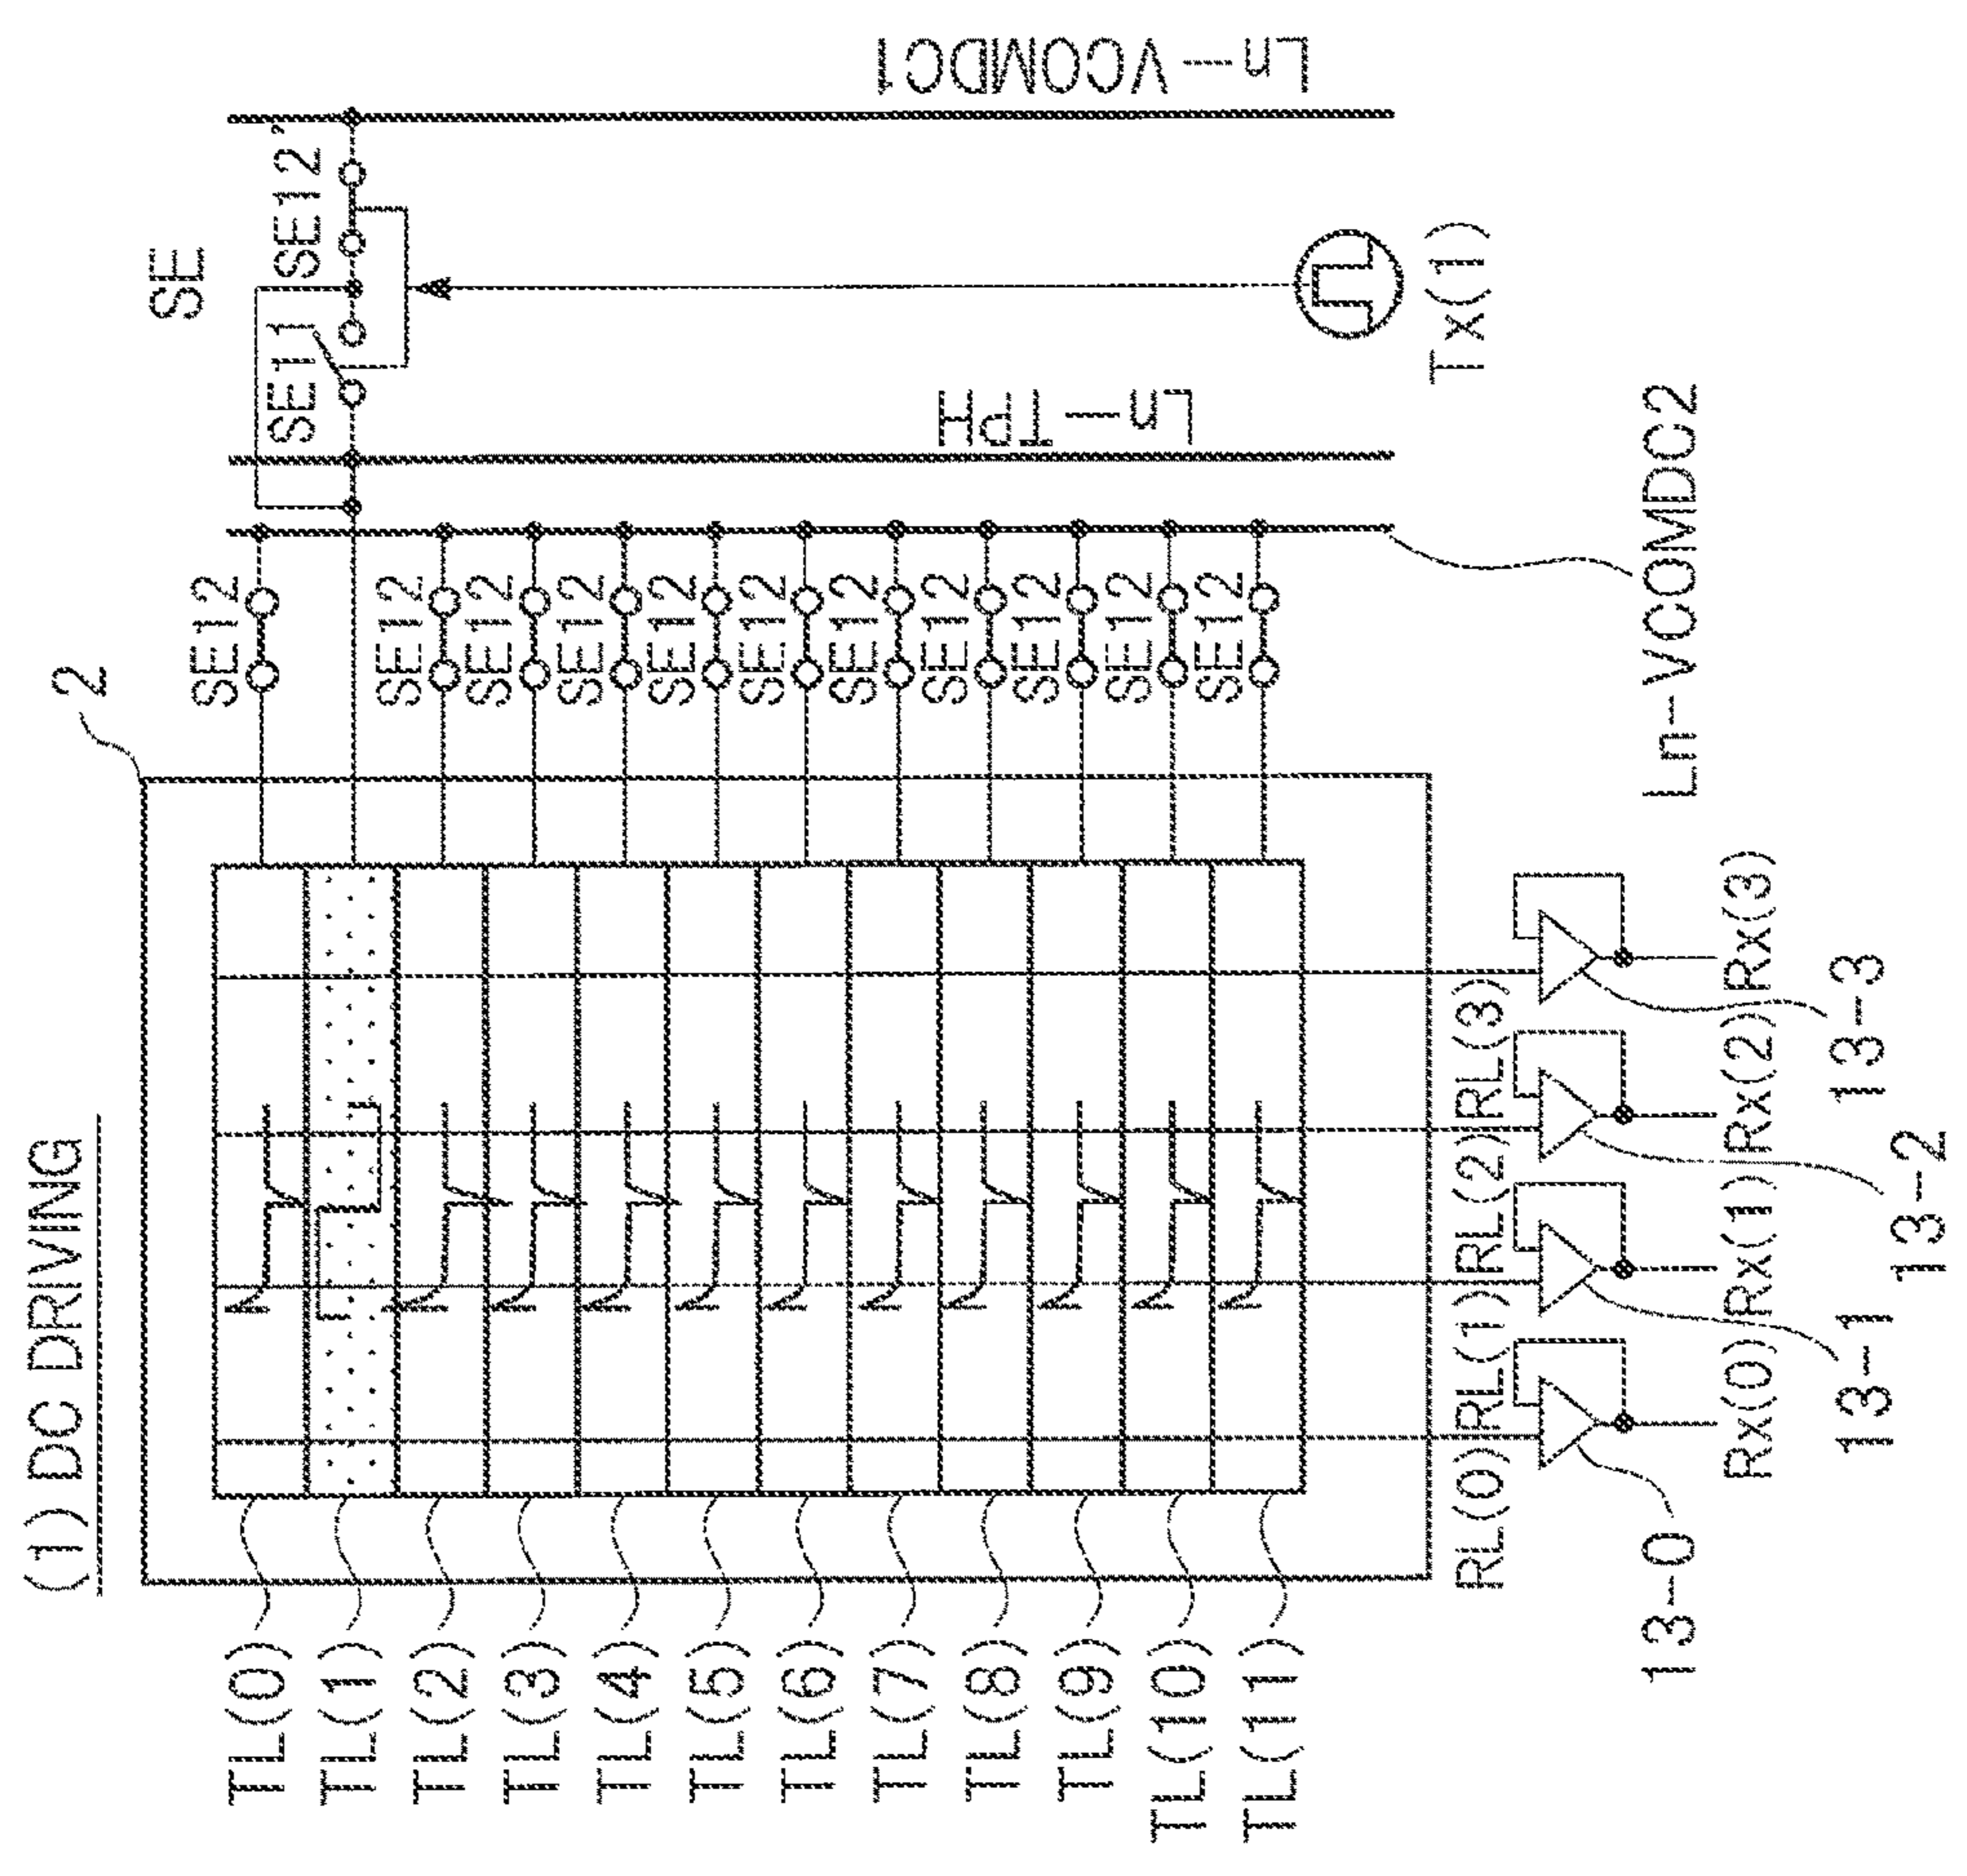 (1) DC DRIVING
2
SE
SE11
SE12'
SE12
SE12
SE12
SE12
SE12
SE12
SE12
SE12
SE12
SE12
SE12
Ln-VCOMDC1
Ln-TPH
Tx(1)
Ln-VCOMDC2
TL(0)
TL(1)
TL(2)
TL(3)
TL(4)
TL(5)
TL(6)
TL(7)
TL(8)
TL(9)
TL(10)
TL(11)
RL(0) RL(1) RL(2) RL(3)
Rx(0) Rx(1) Rx(2) Rx(3)
13-0
13-1
13-2
13-3